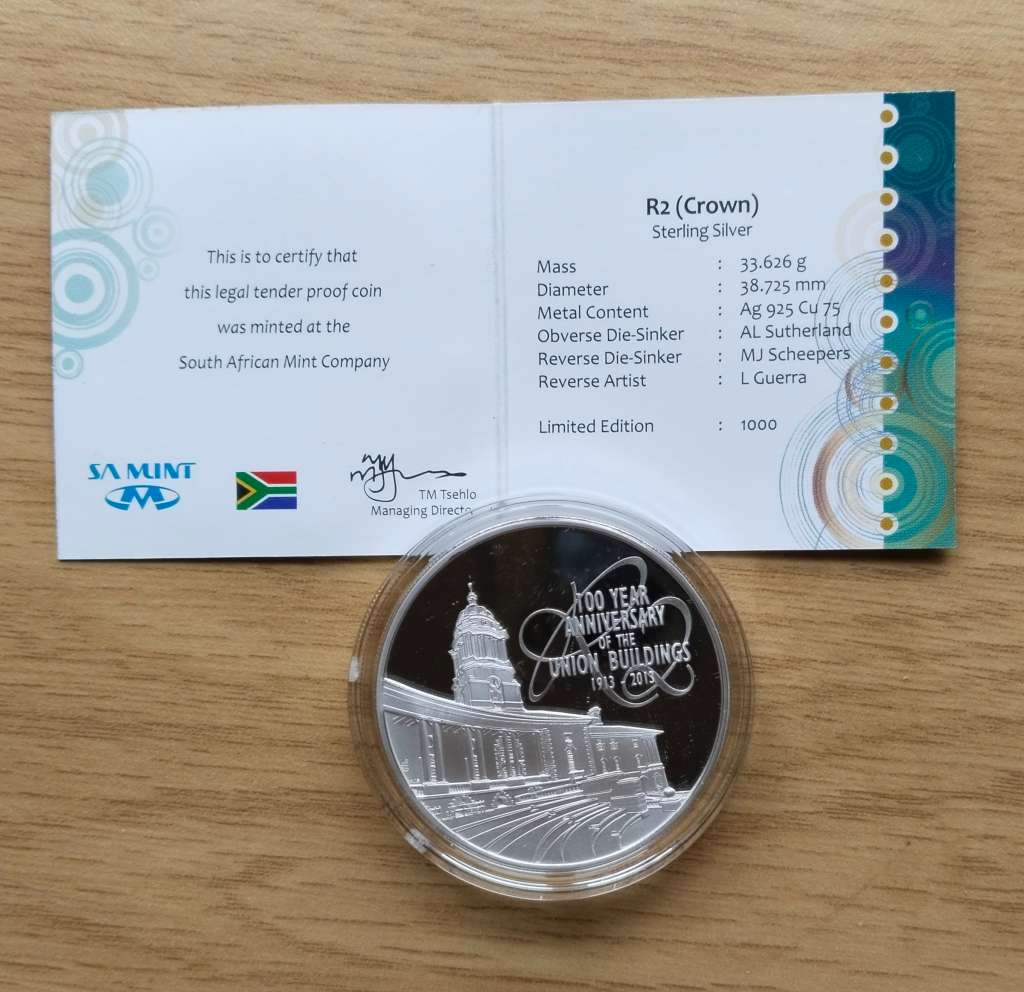 This is to certify that
this legal tender proof coin
was minted at the
South African Mint Company
SA MINT
TM Tsehlo
Managing Directo
R2 (Crown)
Sterling Silver
Mass : 33.626 g
Diameter : 38.725 mm
Metal Content : Ag 925 Cu 75
Obverse Die-Sinker : AL Sutherland
Reverse Die-Sinker : MJ Scheepers
Reverse Artist : L Guerra
Limited Edition : 1000
100 YEAR
ANNIVERSARY
OF THE
UNION BUILDINGS
1913 - 2013